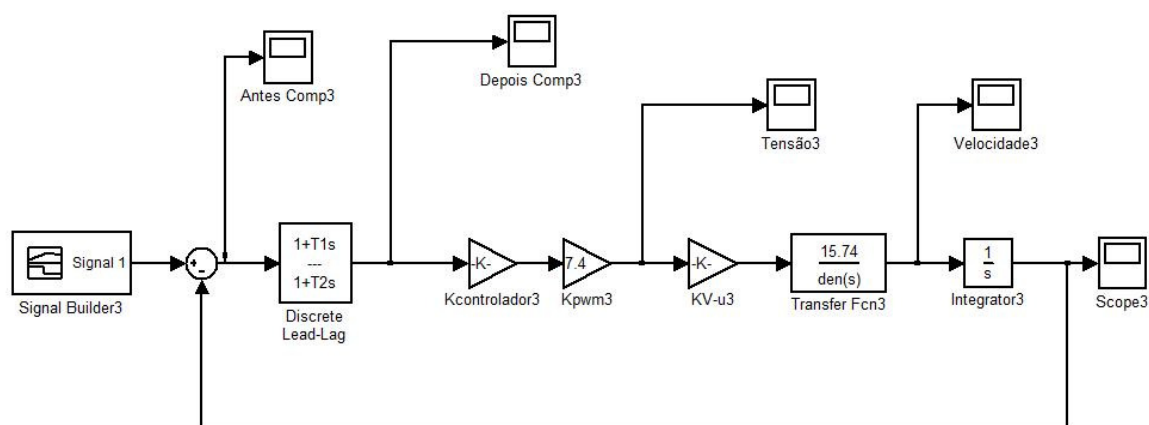 Antes Comp3
Depois Comp3
Tensão3
Velocidade3
Signal 1
Signal Builder3
+
-
1+T1s
---
1+T2s
Discrete
Lead-Lag
-K-
Kcontrolador3
7.4
Kpwm3
-K-
KV-u3
15.74
den(s)
Transfer Fcn3
1
s
Integrator3
Scope3